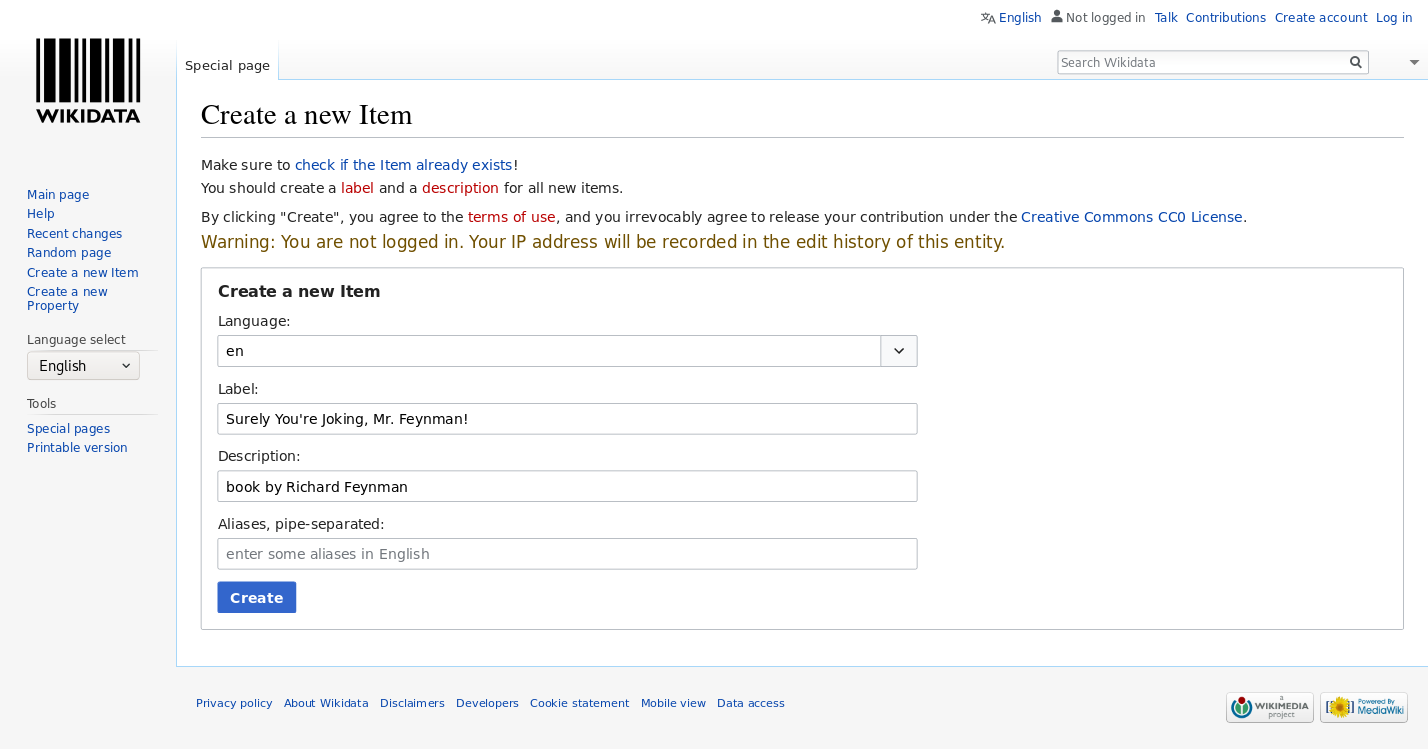 English Not logged in Talk Contributions Create account Log in
WIKIDATA
Special page
Search Wikidata
Create a new Item
Make sure to check if the Item already exists!
You should create a label and a description for all new items.
By clicking "Create", you agree to the terms of use, and you irrevocably agree to release your contribution under the Creative Commons CC0 License.
Warning: You are not logged in. Your IP address will be recorded in the edit history of this entity.
Main page
Help
Recent changes
Random page
Create a new Item
Create a new
Property
Language select
English
Tools
Special pages
Printable version
Create a new Item
Language:
en
Label:
Surely You're Joking, Mr. Feynman!
Description:
book by Richard Feynman
Aliases, pipe-separated:
enter some aliases in English
Create
Privacy policy About Wikidata Disclaimers Developers Cookie statement Mobile view Data access
a
WIKIMEDIA
project
Powered By
MediaWiki